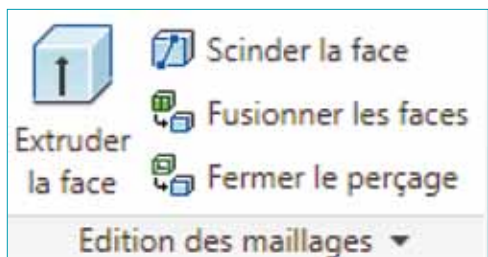 Extruder
la face
Scinder la face
Fusionner les faces
Fermer le perçage
Edition des maillages